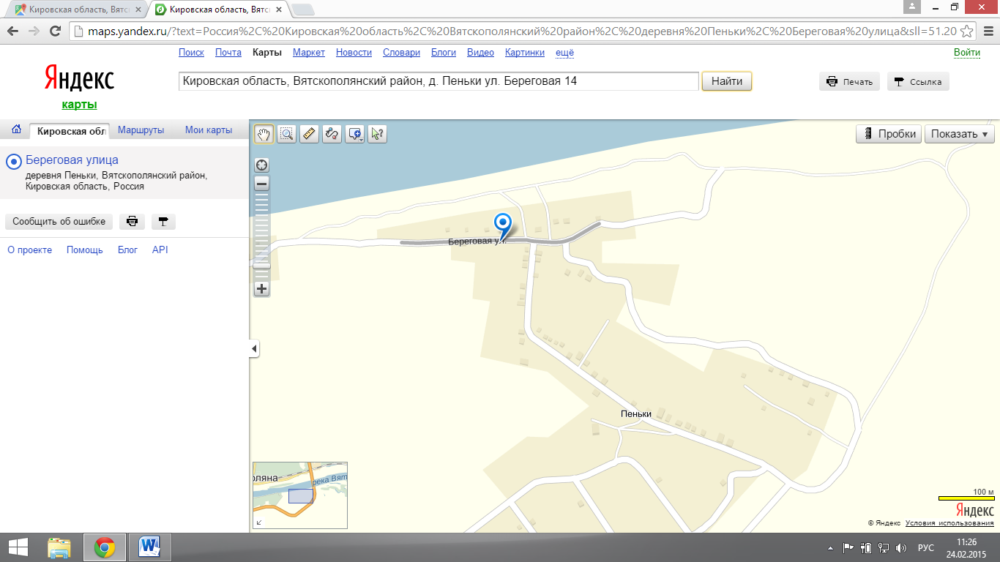 Кировская область, Вятс
Кировская область, Вятс
maps.yandex.ru/?text=Россия%2C%20Кировская%20область%2C%20Вятскополянский%20район%2C%20деревня%20Пеньки%2C%20Береговая%20улица&sll=51.20
Поиск Почта Карты Маркет Новости Словари Блоги Видео Картинки ещё
Войти
Яндекс
карты
Кировская область, Вятскополянский район, д. Пеньки ул. Береговая 14
Найти
Печать
Ссылка
Кировская обл
Маршруты
Мои карты
Пробки
Показать
Береговая улица
деревня Пеньки, Вятскополянский район,
Кировская область, Россия
Сообщить об ошибке
О проекте Помощь Блог API
Береговая ул.
Пеньки
оляна
река Вят
100 м
Яндекс
© Яндекс Условия использования
РУС
11:26
24.02.2015